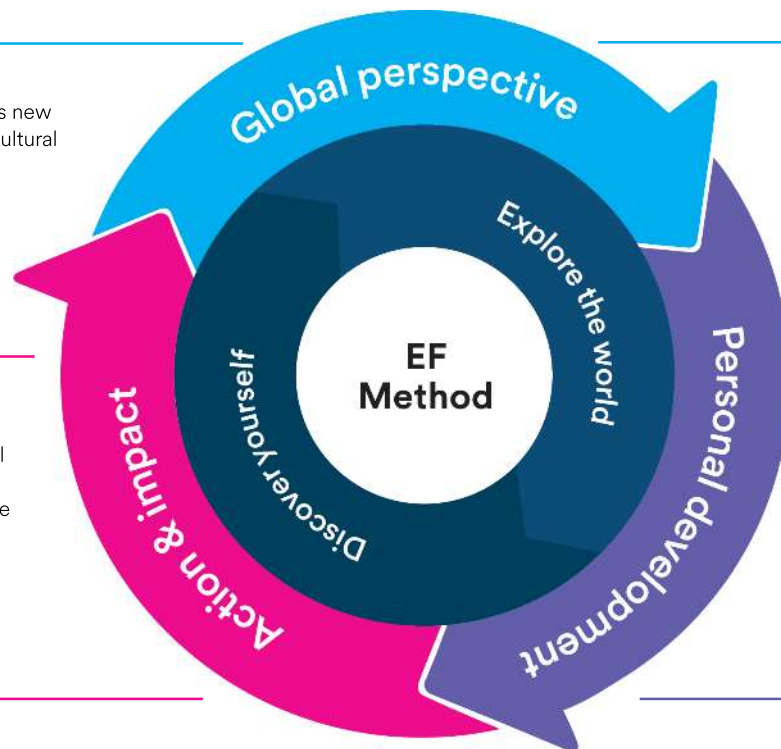 Global perspective
s new
ultural
Explore the world
EF
Method
Discover yourself
Personal development
Action & impact
l
e